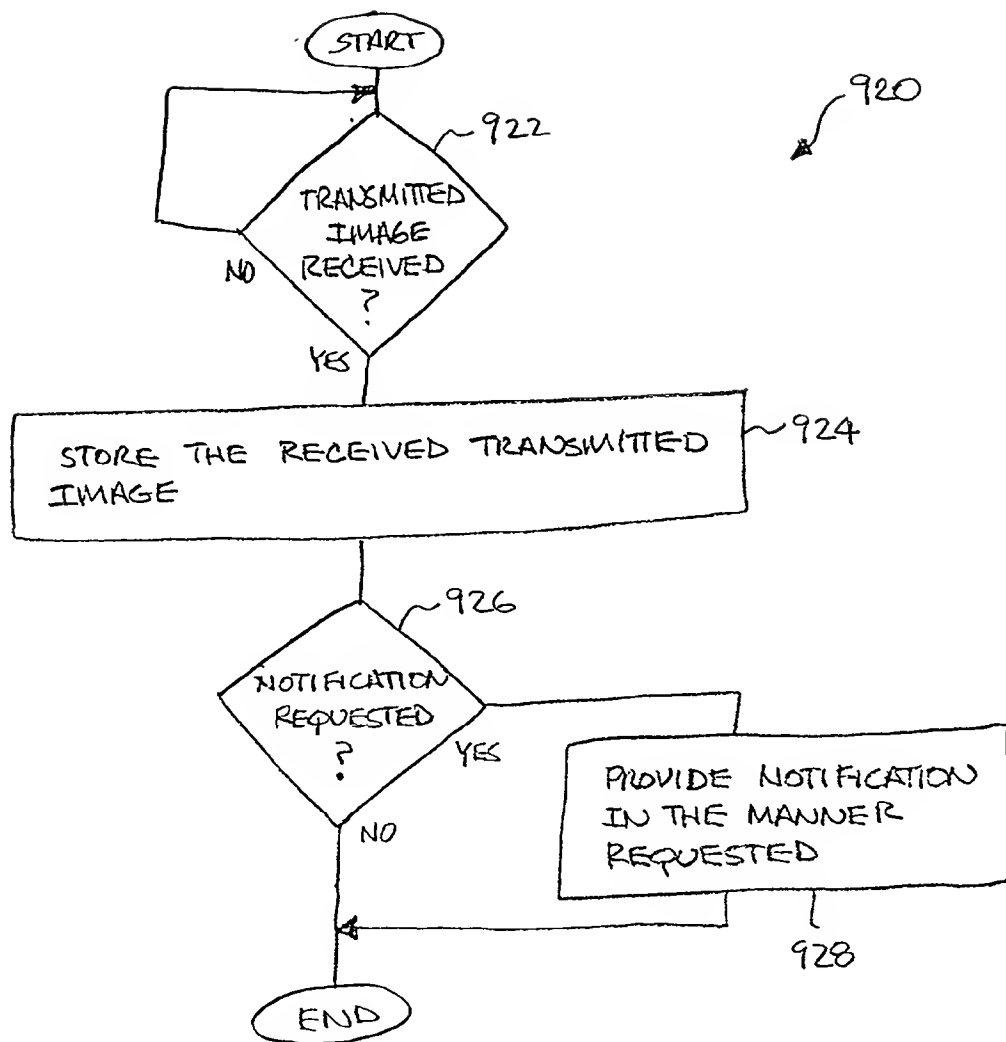 START
920
922
TRANSMITTED
IMAGE
RECEIVED
?
NO
YES
924
STORE THE RECEIVED TRANSMITTED
IMAGE
926
NOTIFICATION
REQUESTED
?
YES
NO
PROVIDE NOTIFICATION
IN THE MANNER
REQUESTED
928
END